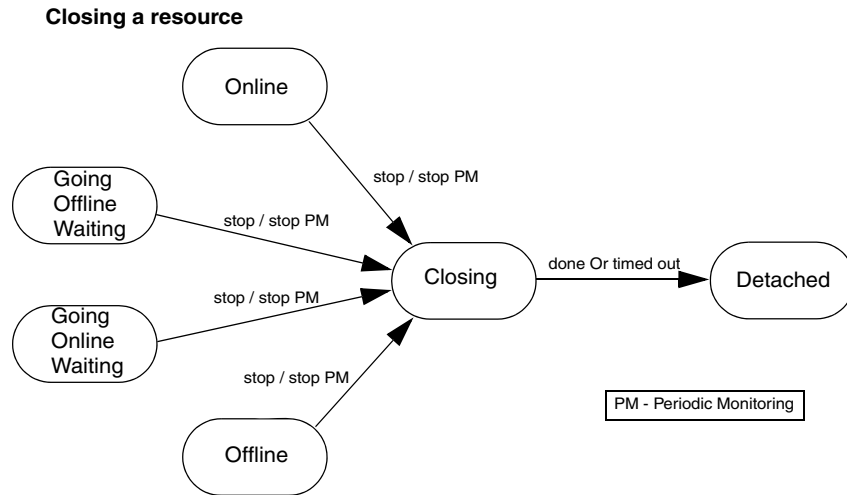 Closing a resource
Online
stop / stop PM
Going
Offline
Waiting
stop / stop PM
Closing
done Or timed out
Detached
stop / stop PM
Going
Online
Waiting
stop / stop PM
PM - Periodic Monitoring
Offline